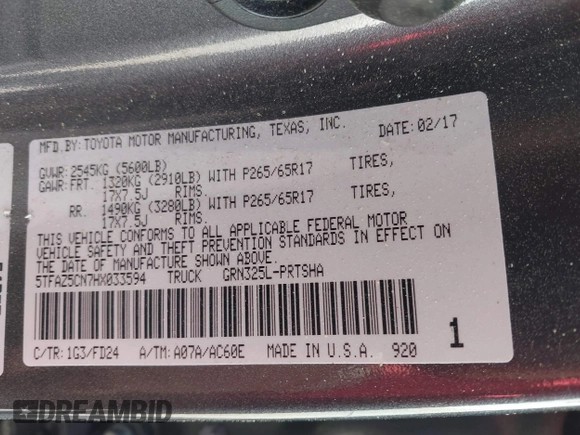 MFD.BY:TOYOTA MOTOR MANUFACTURING, TEXAS, INC. DATE:02/17
GVWR:2545KG (5600LB)
GAWR:FRT. 1320KG (2910LB) WITH P265/65R17 TIRES,
17X7.5J RIMS.
RR. 1490KG (3280LB) WITH P265/65R17 TIRES,
17X7.5J RIMS.
THIS VEHICLE CONFORMS TO ALL APPLICABLE FEDERAL MOTOR
VEHICLE SAFETY AND THEFT PREVENTION STANDARDS IN EFFECT ON
THE DATE OF MANUFACTURE SHOWN ABOVE.
5TFAZ5CN7HX033594 TRUCK GRN325L-PRTSHA
C/TR:1G3/FD24 A/TM:A07A/AC60E MADE IN U.S.A. 920 1
DREAMBID